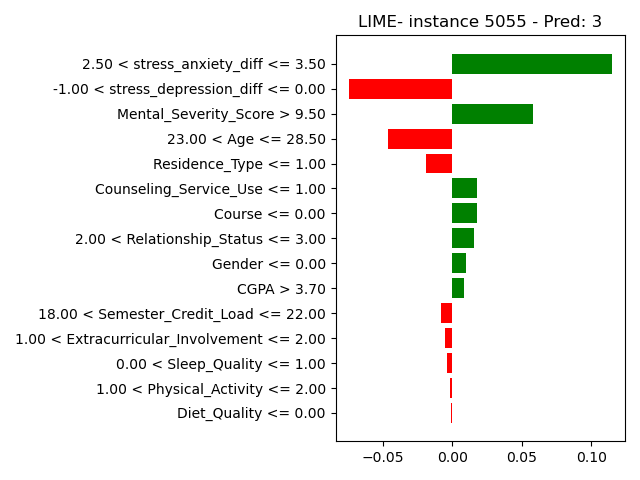 LIME- instance 5055 - Pred: 3
2.50 < stress_anxiety_diff <= 3.50
-1.00 < stress_depression_diff <= 0.00
Mental_Severity_Score > 9.50
23.00 < Age <= 28.50
Residence_Type <= 1.00
Counseling_Service_Use <= 1.00
Course <= 0.00
2.00 < Relationship_Status <= 3.00
Gender <= 0.00
CGPA > 3.70
18.00 < Semester_Credit_Load <= 22.00
1.00 < Extracurricular_Involvement <= 2.00
0.00 < Sleep_Quality <= 1.00
1.00 < Physical_Activity <= 2.00
Diet_Quality <= 0.00
−0.05 0.00 0.05 0.10